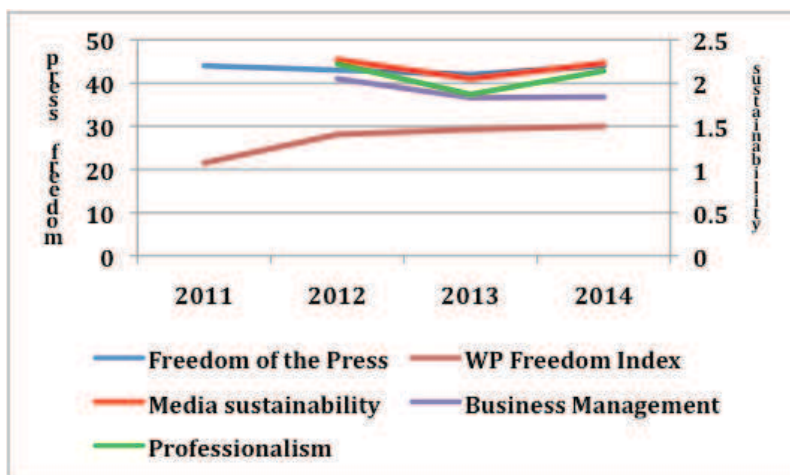 50
40
30
20
10
0
press freedom
2.5
2
1.5
1
0.5
0
sustainability
2011 2012 2013 2014
Freedom of the Press WP Freedom Index
Media sustainability Business Management
Professionalism